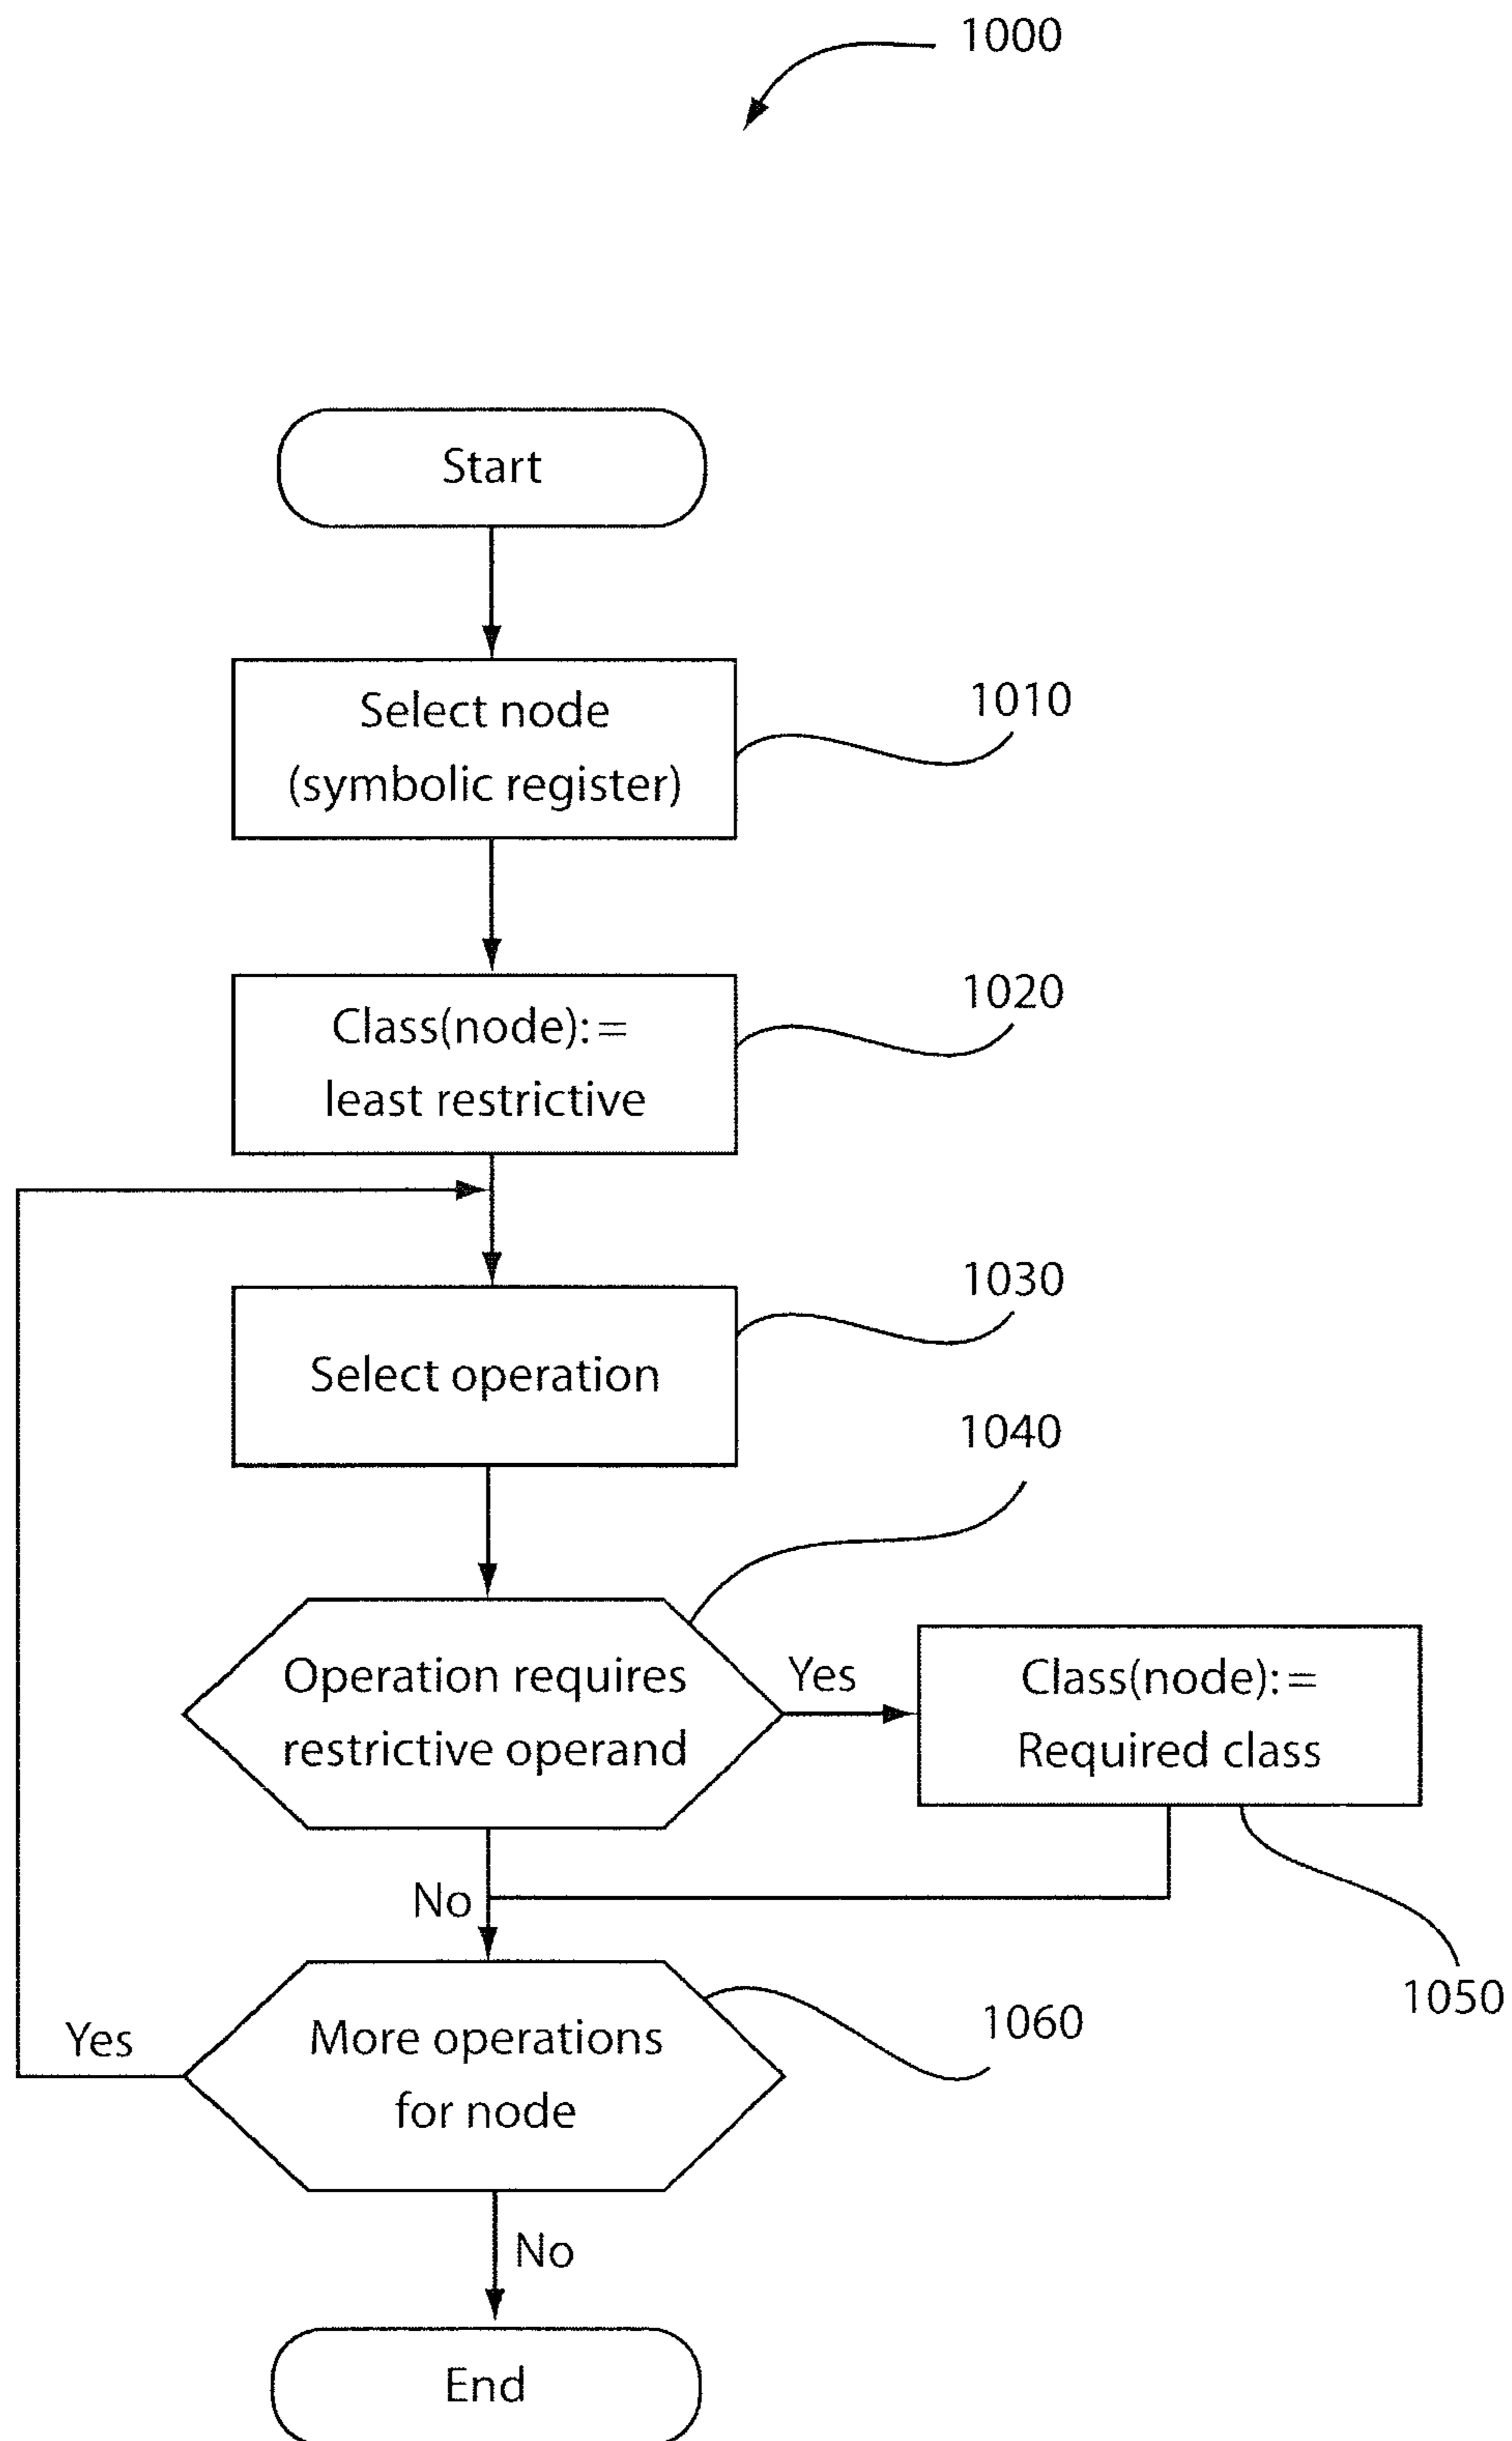 1000
Start
Select node
(symbolic register)
1010
Class(node): =
least restrictive
1020
Select operation
1030
1040
Operation requires
restrictive operand
Yes
Class(node): =
Required class
No
1050
More operations
for node
1060
Yes
No
End